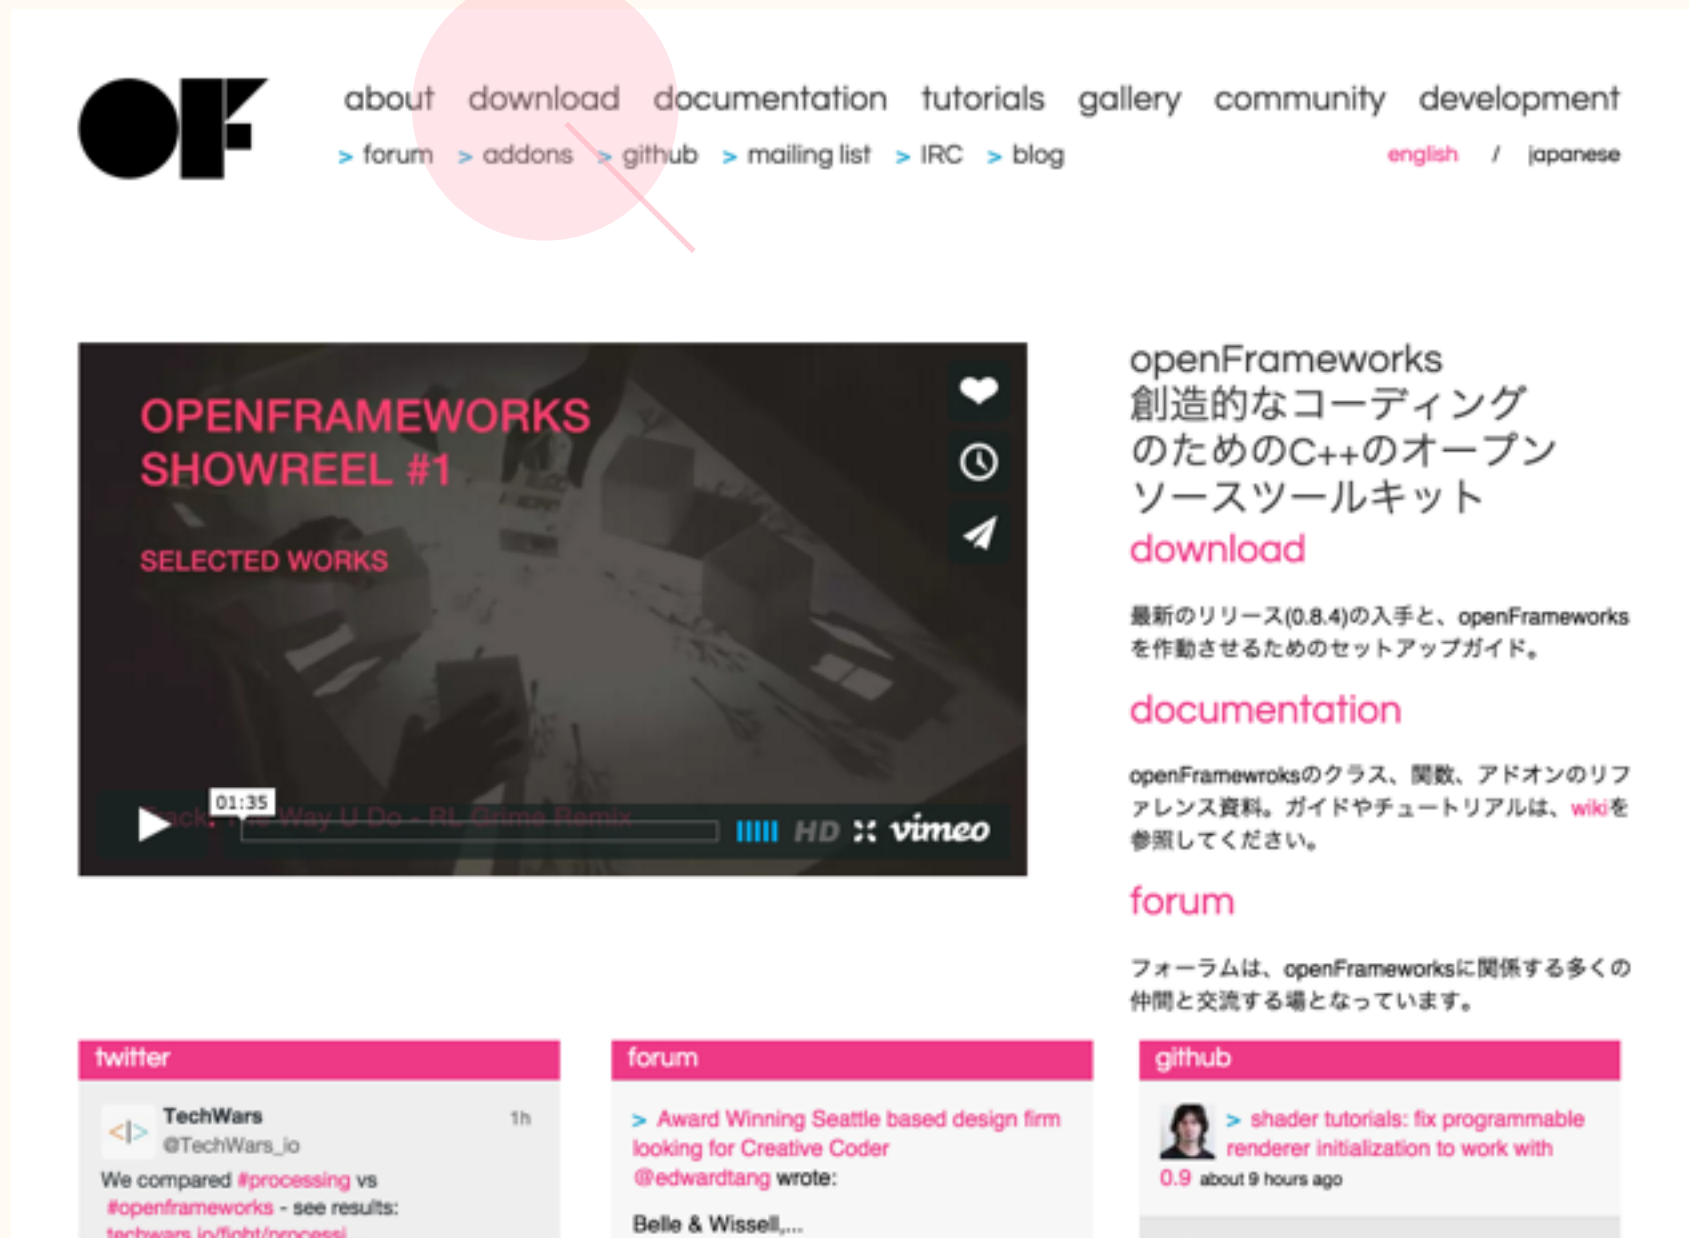 OF
about download documentation tutorials gallery community development
> forum > addons > github > mailing list > IRC > blog
english / japanese
OPENFRAMEWORKS
SHOWREEL #1
SELECTED WORKS
Track: The Way U Do - RL Grime Remix
01:35
HD vimeo
openFrameworks
創造的なコーディング
のためのC++のオープン
ソースツールキット
download
最新のリリース(0.8.4)の入手と、openFrameworks
を作動させるためのセットアップガイド。
documentation
openFramewroksのクラス、関数、アドオンのリフ
ァレンス資料。ガイドやチュートリアルは、wikiを
参照してください。
forum
フォーラムは、openFrameworksに関係する多くの
仲間と交流する場となっています。
twitter
<|> TechWars 1h
@TechWars_io
We compared #processing vs
#openframeworks - see results:
techwars.io/fight/processi
forum
> Award Winning Seattle based design firm
looking for Creative Coder
@edwardtang wrote:
Belle & Wissell,...
github
> shader tutorials: fix programmable
renderer initialization to work with
0.9 about 9 hours ago